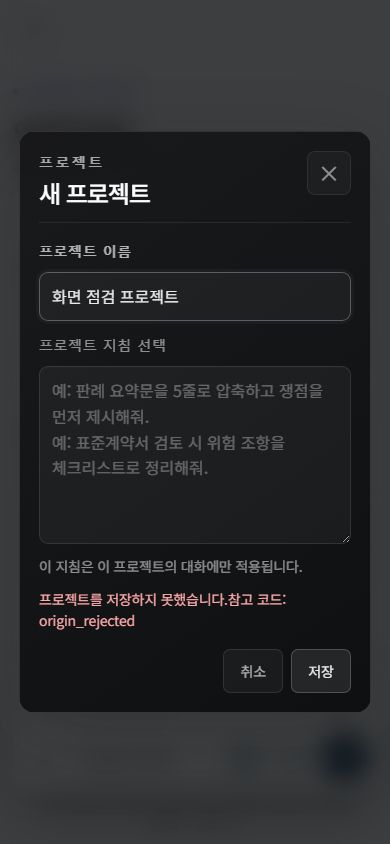 프로젝트
새 프로젝트
프로젝트 이름
화면 점검 프로젝트
프로젝트 지침 선택
예: 판례 요약문을 5줄로 압축하고 쟁점을
먼저 제시해줘.
예: 표준계약서 검토 시 위험 조항을
체크리스트로 정리해줘.
이 지침은 이 프로젝트의 대화에만 적용됩니다.
프로젝트를 저장하지 못했습니다.참고 코드:
origin_rejected
취소 저장